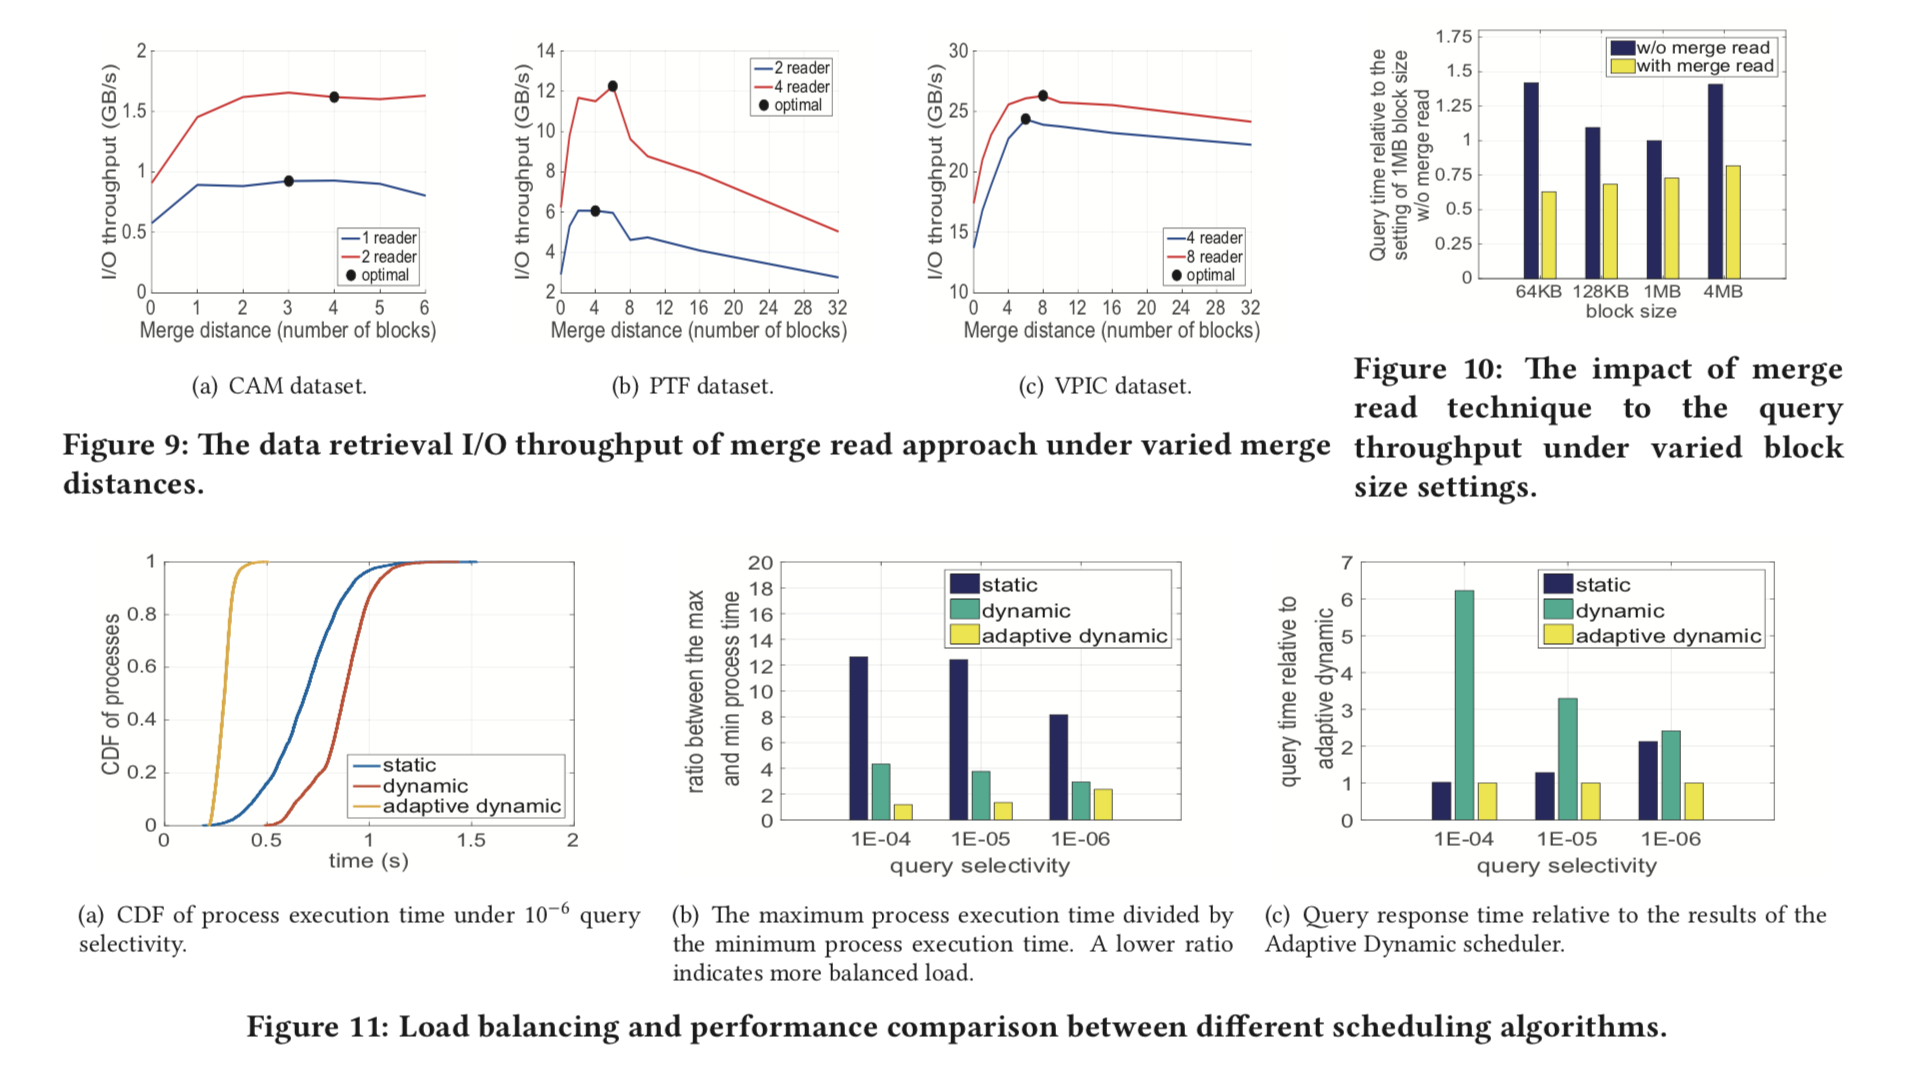 2
1.5
1
0.5
0
0 1 2 3 4 5 6
I/O throughput (GB/s)
Merge distance (number of blocks)
1 reader
2 reader
optimal
(a) CAM dataset.
14
12
10
8
6
4
2
0 4 8 12 16 20 24 28 32
I/O throughput (GB/s)
Merge distance (number of blocks)
2 reader
4 reader
optimal
(b) PTF dataset.
30
25
20
15
10
0 4 8 12 16 20 24 28 32
I/O throughput (GB/s)
Merge distance (number of blocks)
4 reader
8 reader
optimal
(c) VPIC dataset.
Figure 9: The data retrieval I/O throughput of merge read approach under varied merge
distances.
1.75
1.5
1.25
1
0.75
0.5
0.25
0
Query time relative to the
setting of 1MB block size
w/o merge read
w/o merge read
with merge read
64KB 128KB 1MB 4MB
block size
Figure 10: The impact of merge
read technique to the query
throughput under varied block
size settings.
1
0.8
0.6
0.4
0.2
0
0 0.5 1 1.5 2
CDF of processes
time (s)
static
dynamic
adaptive dynamic
(a) CDF of process execution time under 10⁻⁶ query
selectivity.
20
18
16
14
12
10
8
6
4
2
0
ratio between the max
and min process time
static
dynamic
adaptive dynamic
1E-04 1E-05 1E-06
query selectivity
(b) The maximum process execution time divided by
the minimum process execution time. A lower ratio
indicates more balanced load.
7
6
5
4
3
2
1
0
query time relative to
adaptive dynamic
static
dynamic
adaptive dynamic
1E-04 1E-05 1E-06
query selectivity
(c) Query response time relative to the results of the
Adaptive Dynamic scheduler.
Figure 11: Load balancing and performance comparison between different scheduling algorithms.